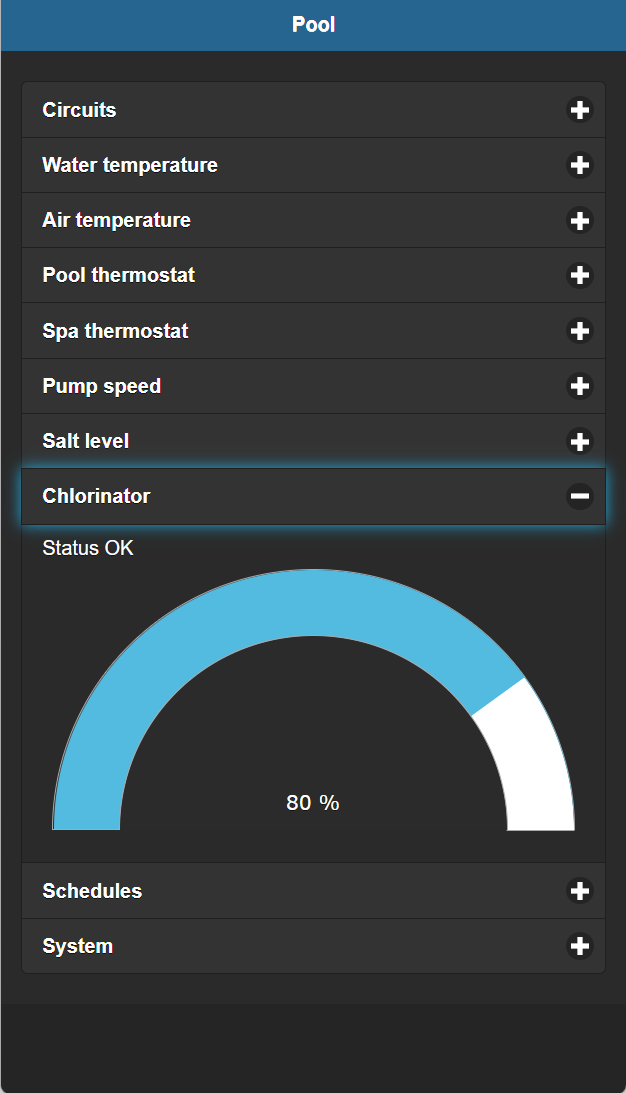 Pool
Circuits
Water temperature
Air temperature
Pool thermostat
Spa thermostat
Pump speed
Salt level
Chlorinator
Status OK
80 %
Schedules
System